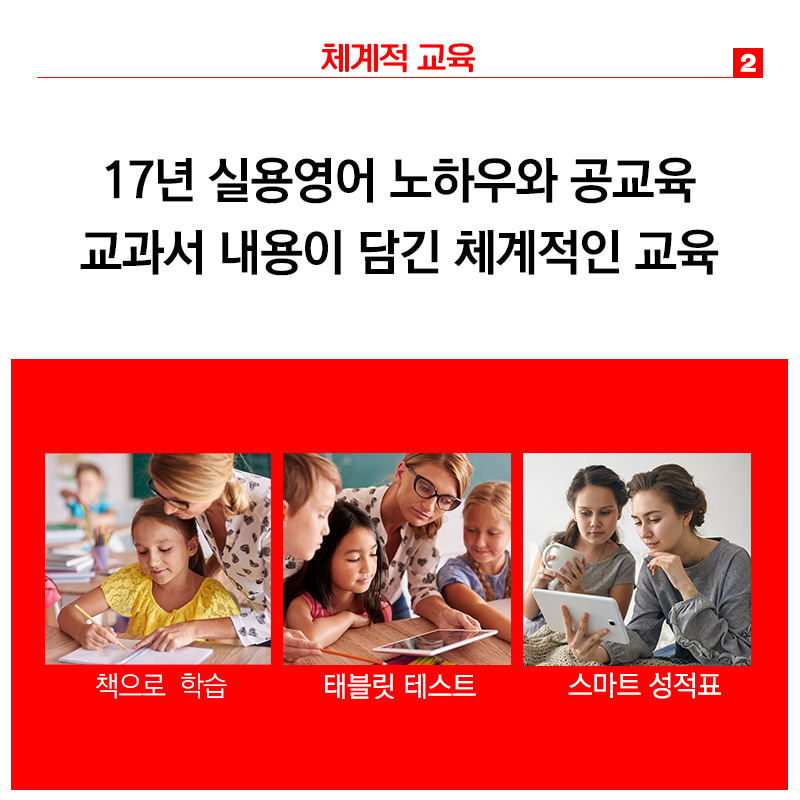 체계적 교육
2
17년 실용영어 노하우와 공교육
교과서 내용이 담긴 체계적인 교육
책으로 학습
태블릿 테스트
스마트 성적표